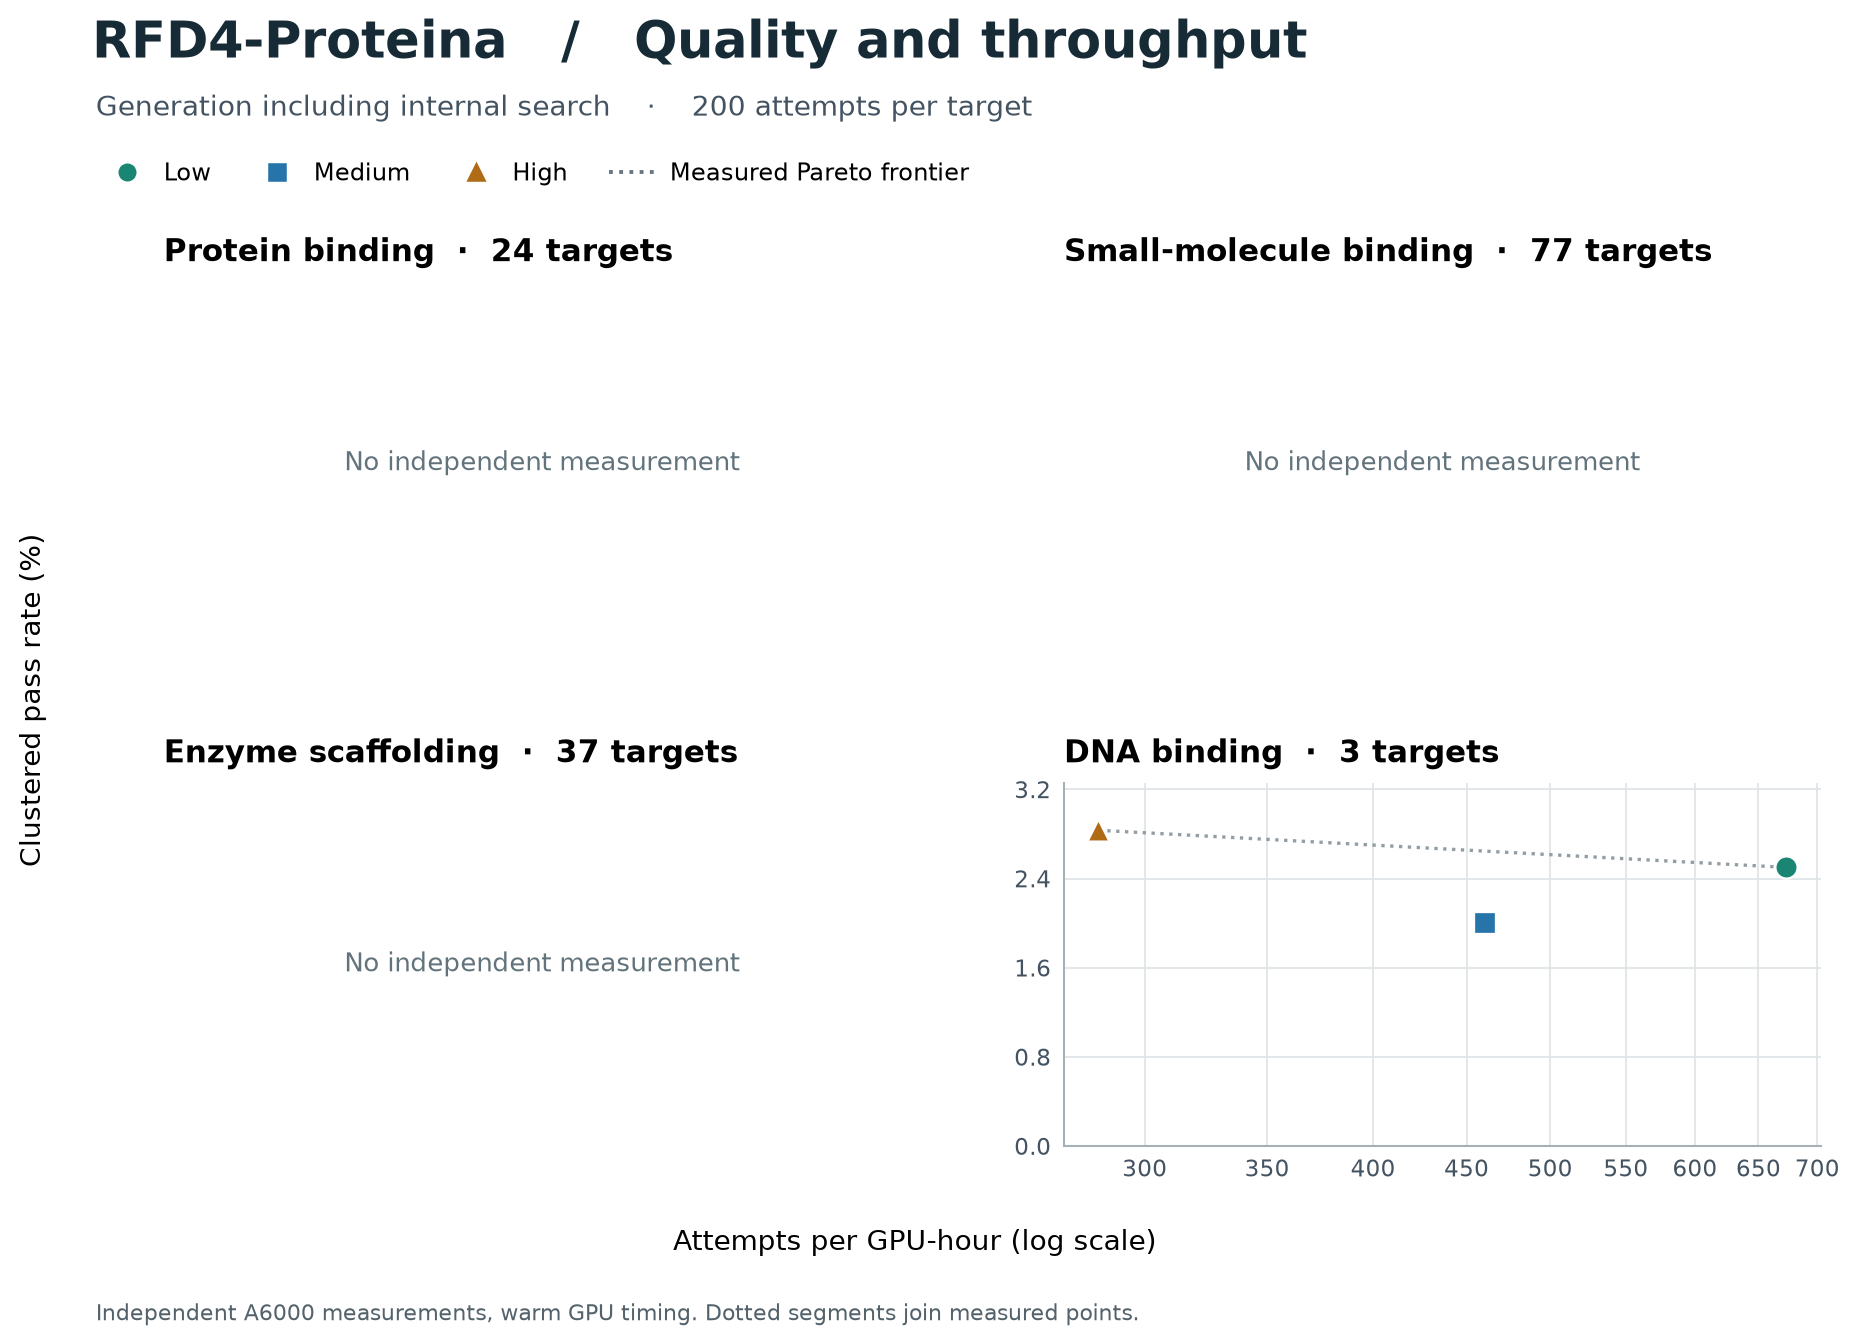 RFD4-Proteina / Quality and throughput
Generation including internal search · 200 attempts per target
Low Medium High Measured Pareto frontier
Protein binding · 24 targets
No independent measurement
Small-molecule binding · 77 targets
No independent measurement
Clustered pass rate (%)
Enzyme scaffolding · 37 targets
No independent measurement
DNA binding · 3 targets
3.2
2.4
1.6
0.8
0.0
300 350 400 450 500 550 600 650 700
Attempts per GPU-hour (log scale)
Independent A6000 measurements, warm GPU timing. Dotted segments join measured points.